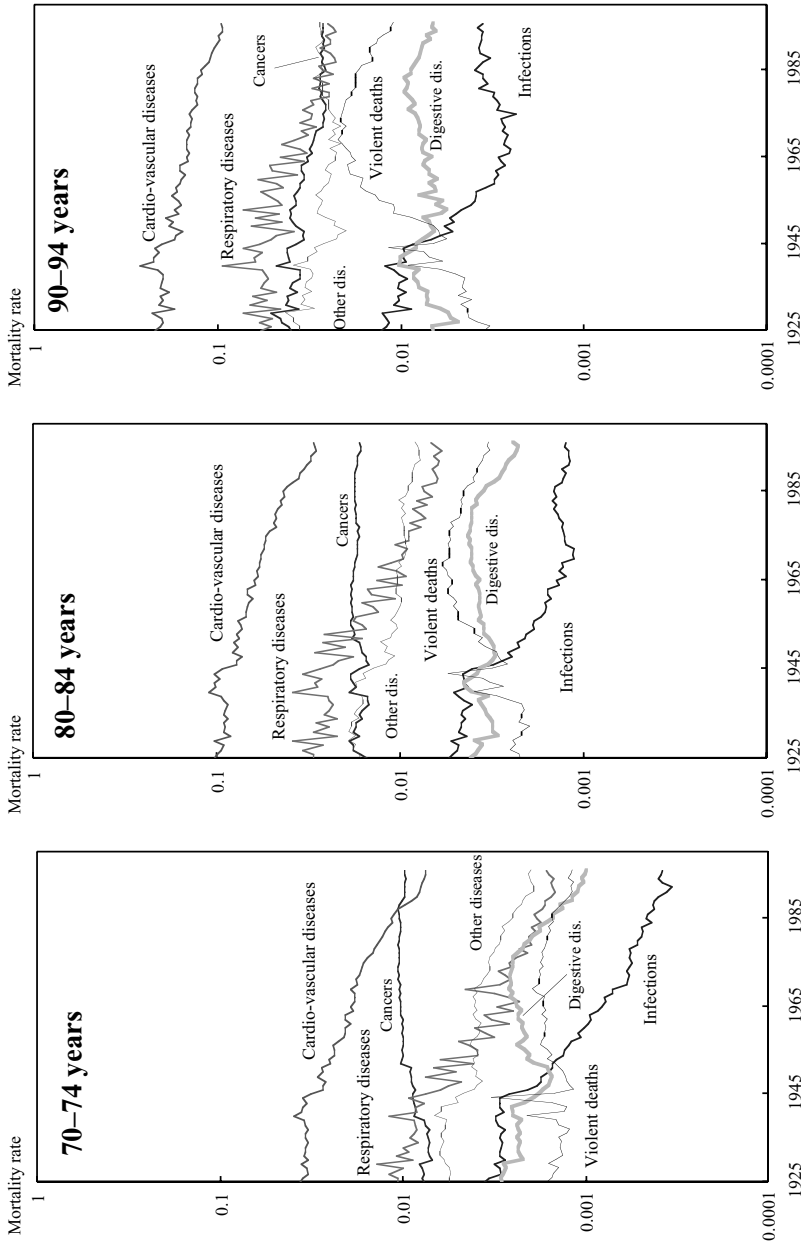 Mortality rate
70–74 years
1
0.1
0.01
0.001
0.0001
Cardio-vascular diseases
Cancers
Respiratory diseases
Other diseases
Digestive dis.
Infections
Violent deaths
1925
1945
1965
1985
Mortality rate
80–84 years
1
0.1
0.01
0.001
0.0001
Cardio-vascular diseases
Respiratory diseases
Cancers
Other dis.
Violent deaths
Digestive dis.
Infections
1925
1945
1965
1985
Mortality rate
90–94 years
1
0.1
0.01
0.001
0.0001
Cardio-vascular diseases
Respiratory diseases
Cancers
Other dis.
Violent deaths
Digestive dis.
Infections
1925
1945
1965
1985